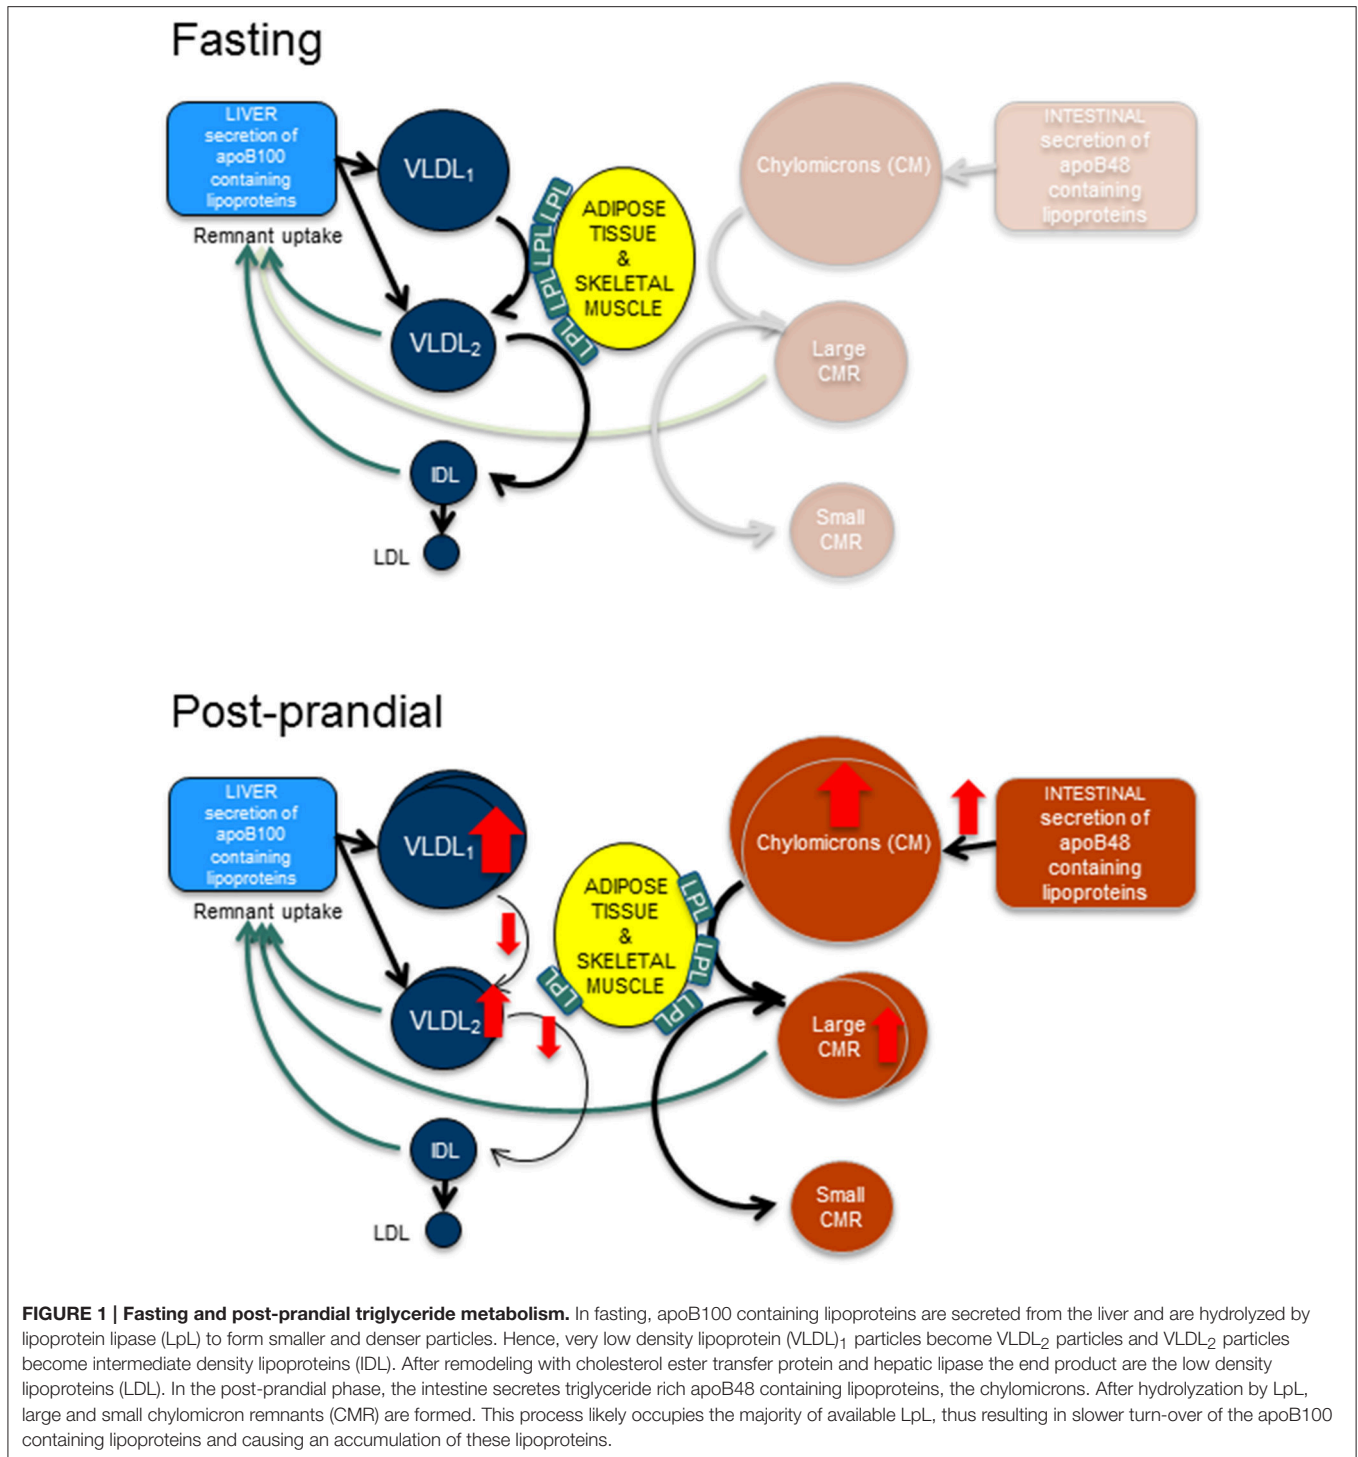 Fasting
LIVER
secretion of
apoB100
containing
lipoproteins
Remnant uptake
VLDL₁
VLDL₂
IDL
LDL
LPL
LPL
LPL
LPL
ADIPOSE
TISSUE
&
SKELETAL
MUSCLE
Chylomicrons (CM)
INTESTINAL
secretion of
apoB48
containing
lipoproteins
Large
CMR
Small
CMR
Post-prandial
LIVER
secretion of
apoB100
containing
lipoproteins
Remnant uptake
VLDL₁
VLDL₂
IDL
LDL
ADIPOSE
TISSUE
&
SKELETAL
MUSCLE
LPL
LPL
LPL
LPL
Chylomicrons (CM)
INTESTINAL
secretion of
apoB48
containing
lipoproteins
Large
CMR
Small
CMR
FIGURE 1 | Fasting and post-prandial triglyceride metabolism. In fasting, apoB100 containing lipoproteins are secreted from the liver and are hydrolyzed by
lipoprotein lipase (LpL) to form smaller and denser particles. Hence, very low density lipoprotein (VLDL)₁ particles become VLDL₂ particles and VLDL₂ particles
become intermediate density lipoproteins (IDL). After remodeling with cholesterol ester transfer protein and hepatic lipase the end product are the low density
lipoproteins (LDL). In the post-prandial phase, the intestine secretes triglyceride rich apoB48 containing lipoproteins, the chylomicrons. After hydrolyzation by LpL,
large and small chylomicron remnants (CMR) are formed. This process likely occupies the majority of available LpL, thus resulting in slower turn-over of the apoB100
containing lipoproteins and causing an accumulation of these lipoproteins.